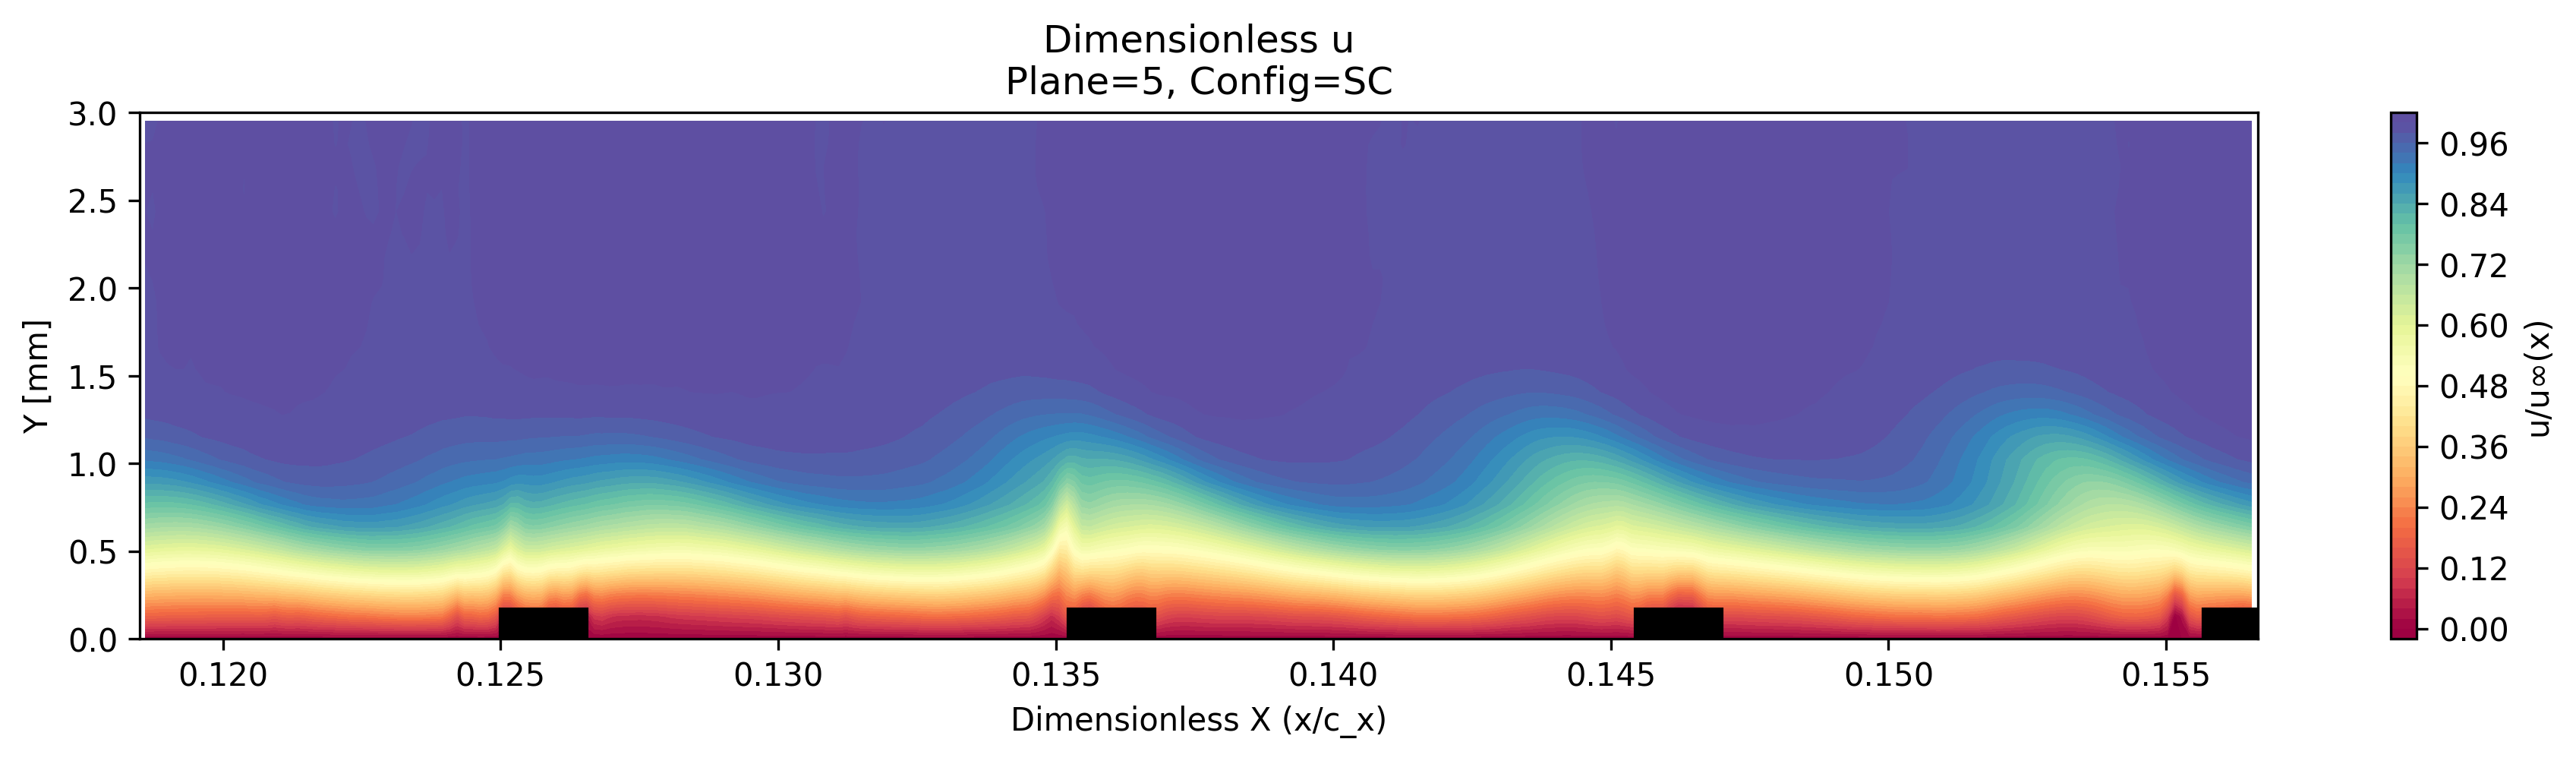 Dimensionless u
Plane=5, Config=SC
3.0
2.5
2.0
1.5
1.0
0.5
0.0
Y [mm]
0.120 0.125 0.130 0.135 0.140 0.145 0.150 0.155
Dimensionless X (x/c_x)
0.96
0.84
0.72
0.60
0.48
0.36
0.24
0.12
0.00
u/u∞(x)